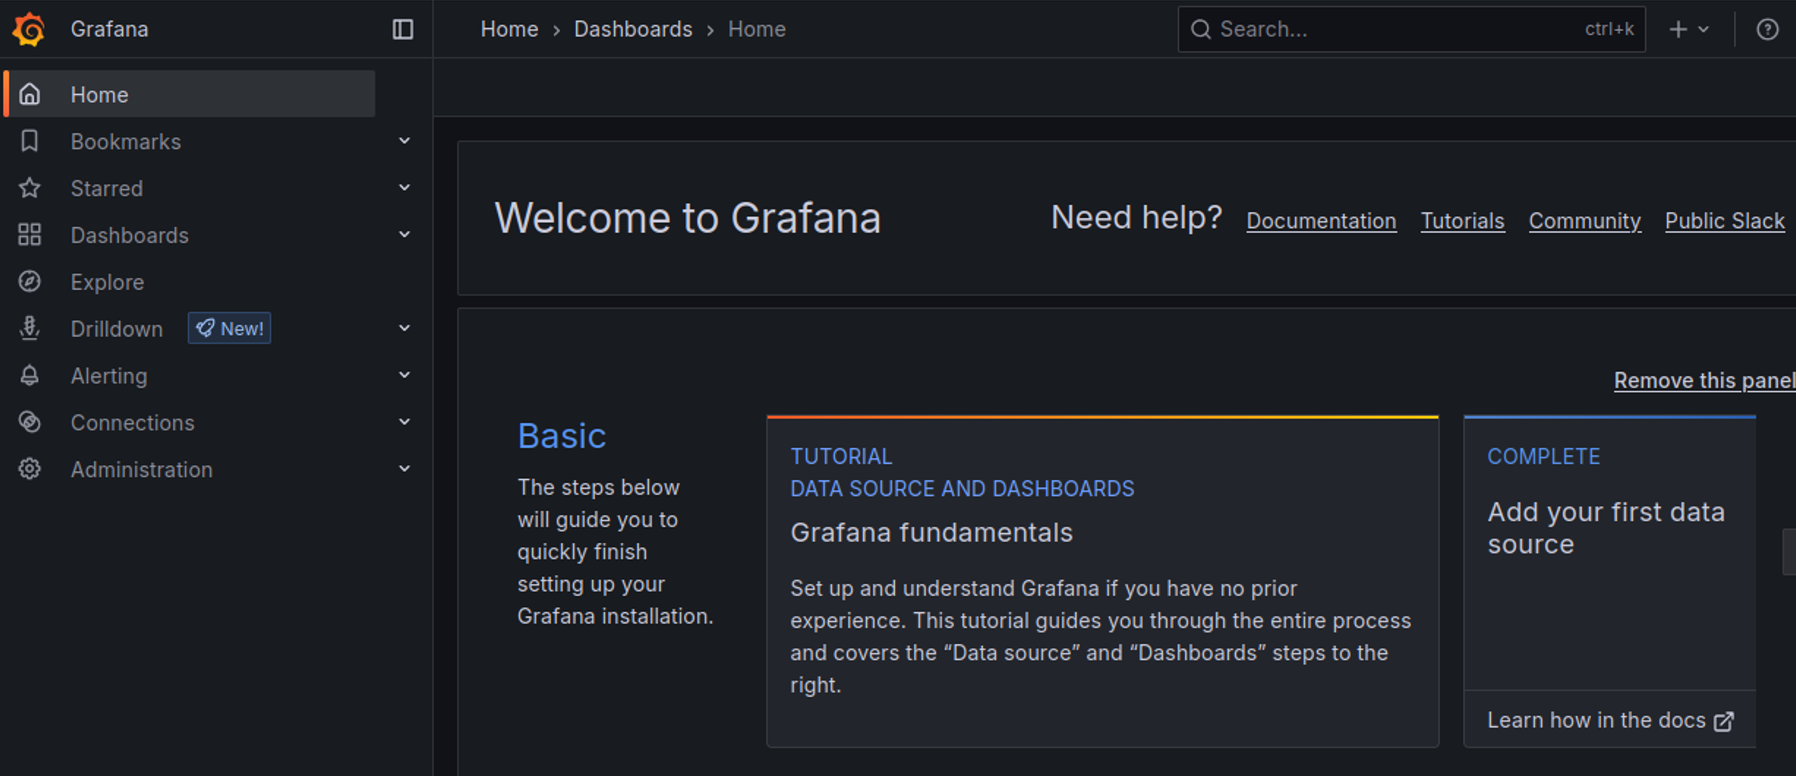 Grafana
Home › Dashboards › Home
Search... ctrl+k
Home
Bookmarks
Starred
Dashboards
Explore
Drilldown New!
Alerting
Connections
Administration
Welcome to Grafana
Need help? Documentation Tutorials Community Public Slack
Remove this panel
Basic
The steps below
will guide you to
quickly finish
setting up your
Grafana installation.
TUTORIAL
DATA SOURCE AND DASHBOARDS
Grafana fundamentals
Set up and understand Grafana if you have no prior
experience. This tutorial guides you through the entire process
and covers the “Data source” and “Dashboards” steps to the
right.
COMPLETE
Add your first data
source
Learn how in the docs